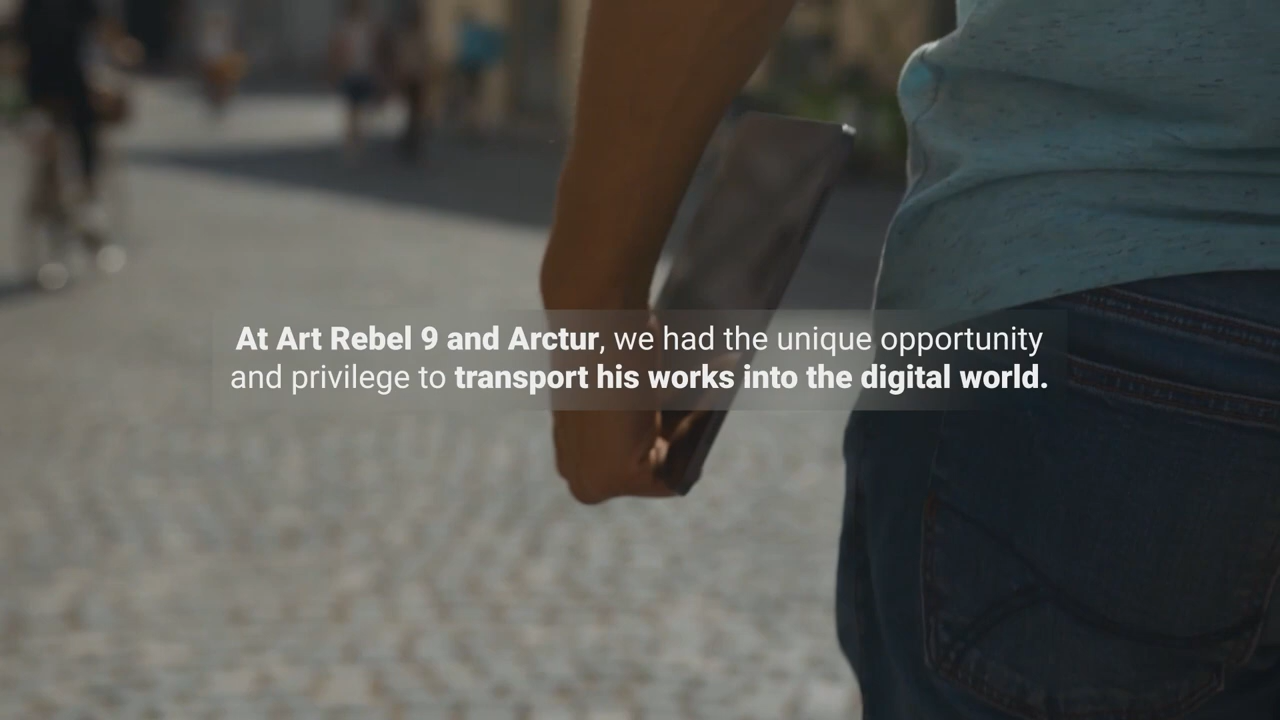 At Art Rebel 9 and Arctur, we had the unique opportunity
and privilege to transport his works into the digital world.